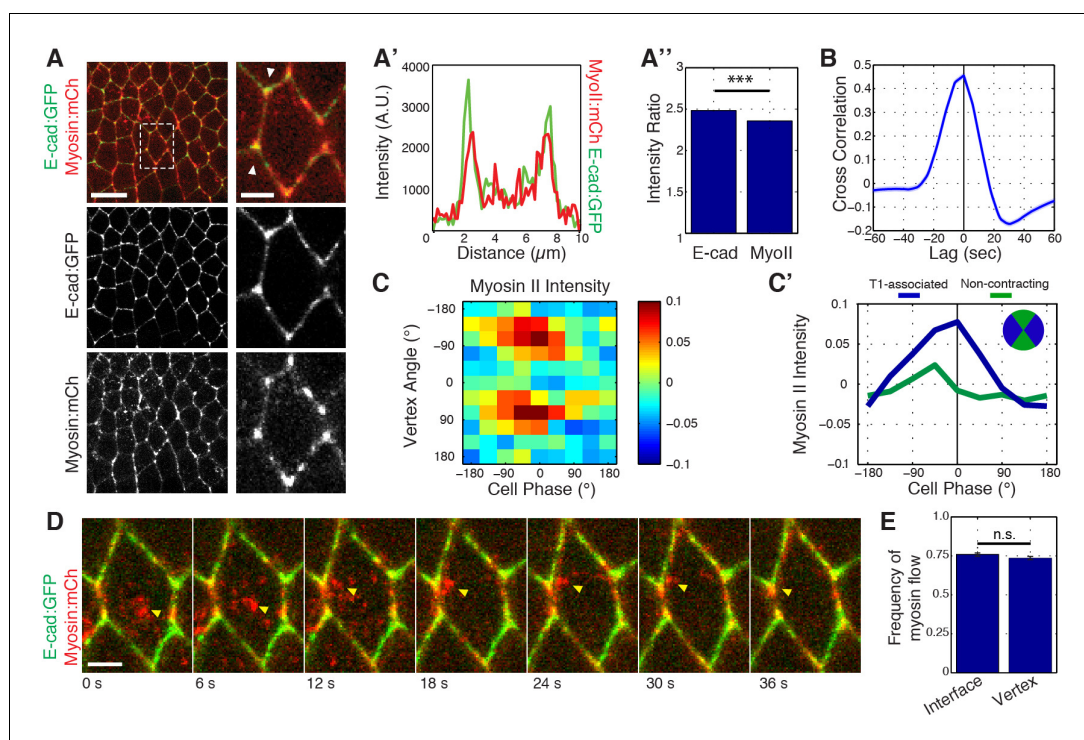 A
E-cad:GFP
Myosin:mCh
E-cad:GFP
Myosin:mCh
A'
4000
3000
2000
1000
0 2 4 6 8 10
Intensity (A.U.)
Distance (µm)
MyoII:mCh E-cad:GFP
A''
3
2.5
2
1.5
1
Intensity Ratio
***
E-cad MyoII
B
0.5
0.4
0.3
0.2
0.1
0
-0.1
-0.2
-60 -40 -20 0 20 40 60
Cross Correlation
Lag (sec)
C
Myosin II Intensity
-180
-90
0
90
180
Vertex Angle (°)
-180 -90 0 90 180
Cell Phase (°)
0.1
0.05
0
-0.05
-0.1
C'
T1-associated Non-contracting
0.1
0.05
0
-0.05
-0.1
Myosin II Intensity
-180 -90 0 90 180
Cell Phase (°)
D
E-cad:GFP
Myosin:mCh
0 s 6 s 12 s 18 s 24 s 30 s 36 s
E
1.0
0.75
0.5
0.25
0
Frequency of
myosin flow
n.s.
Interface Vertex